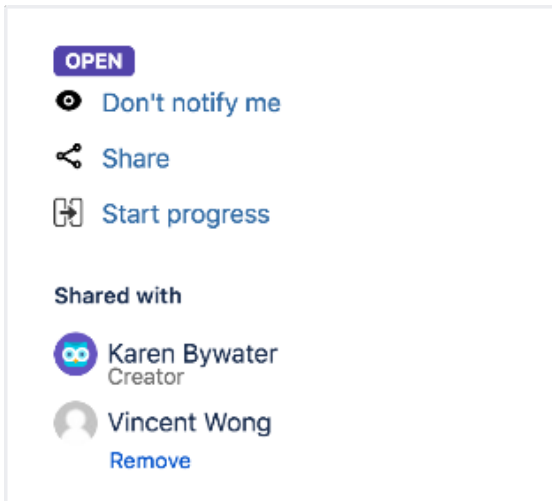 OPEN
Don't notify me
Share
Start progress
Shared with
Karen Bywater
Creator
Vincent Wong
Remove